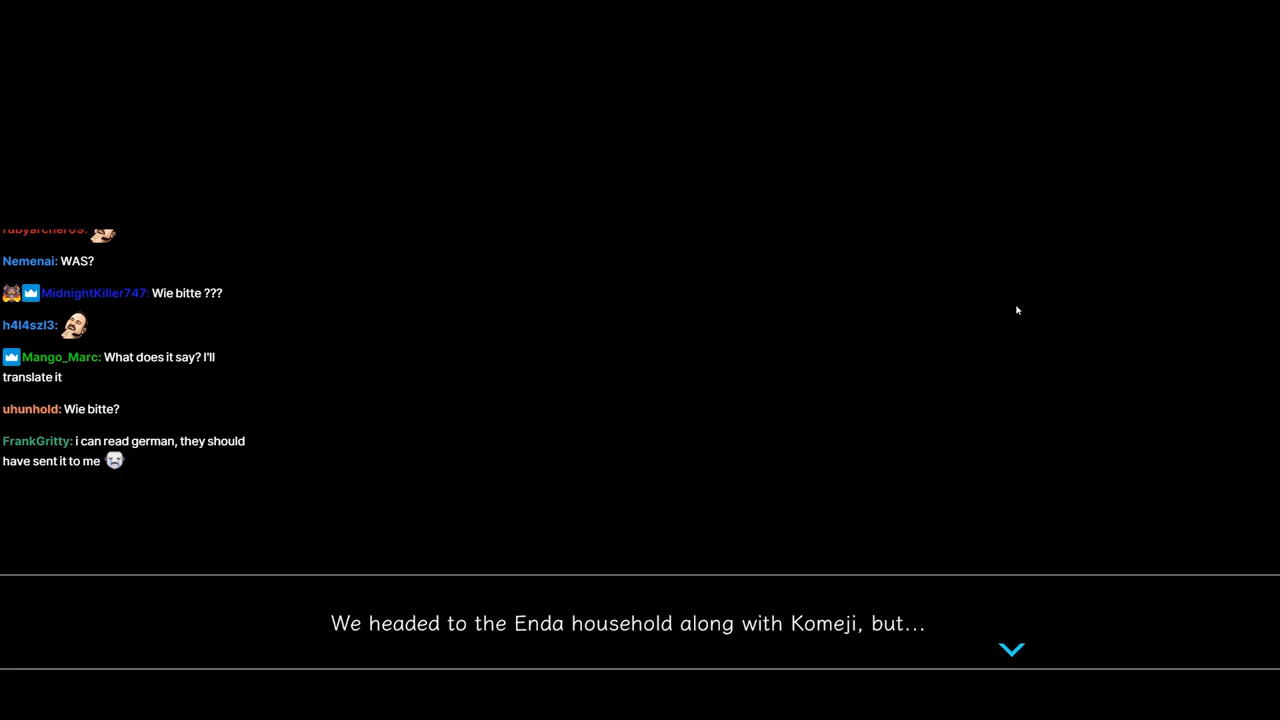 rubyarcher09:
Nemenai: WAS?
MidnightKiller747: Wie bitte ???
h4l4szl3:
Mango_Marc: What does it say? I'll
translate it
uhunhold: Wie bitte?
FrankGritty: i can read german, they should
have sent it to me
We headed to the Enda household along with Komeji, but...